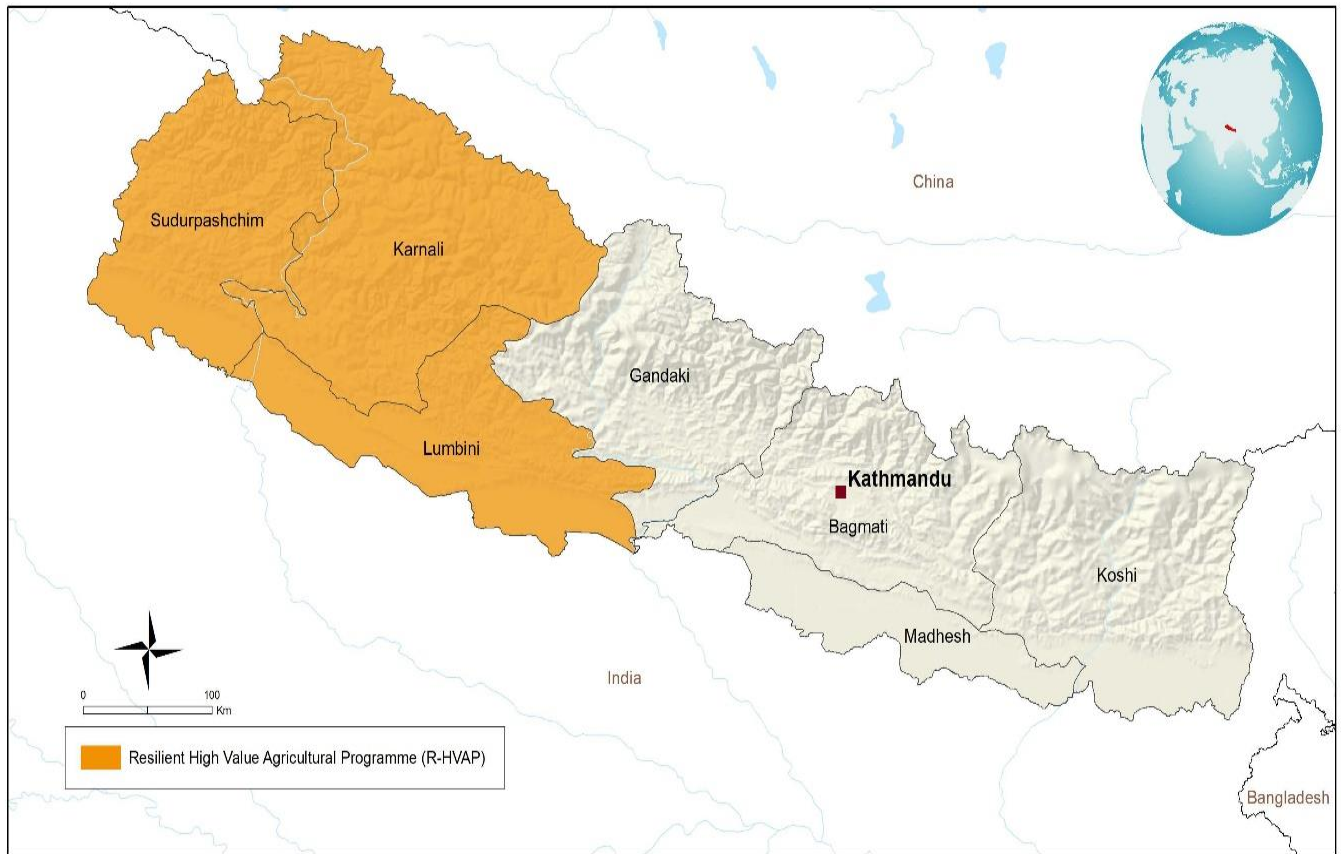 China
Sudurpashchim
Karnali
Gandaki
Lumbini
Kathmandu
Bagmati
Koshi
Madhesh
India
0 100
Km
Resilient High Value Agricultural Programme (R-HVAP)
Bangladesh